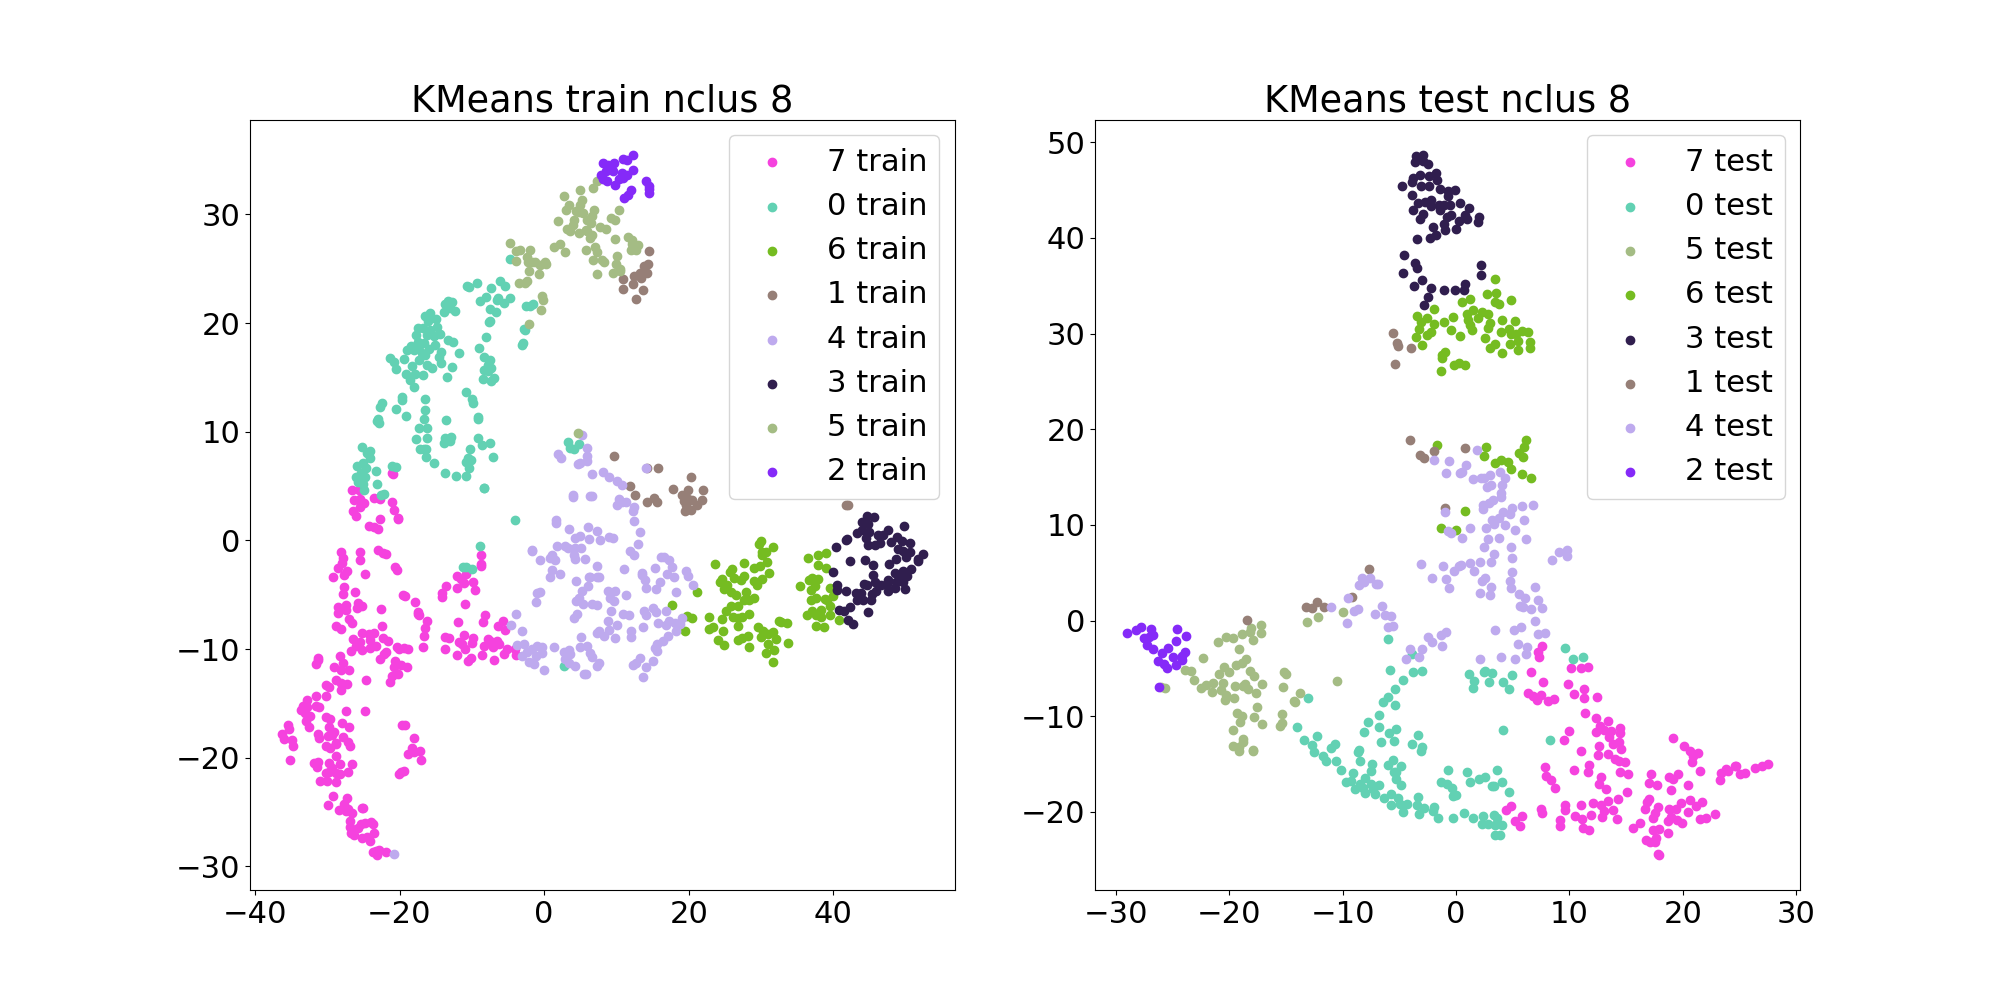 KMeans train nclus 8
30
20
10
0
−10
−20
−30
−40
−20
0
20
40
7 train
0 train
6 train
1 train
4 train
3 train
5 train
2 train
KMeans test nclus 8
50
40
30
20
10
0
−10
−20
−30
−20
−10
0
10
20
30
7 test
0 test
5 test
6 test
3 test
1 test
4 test
2 test